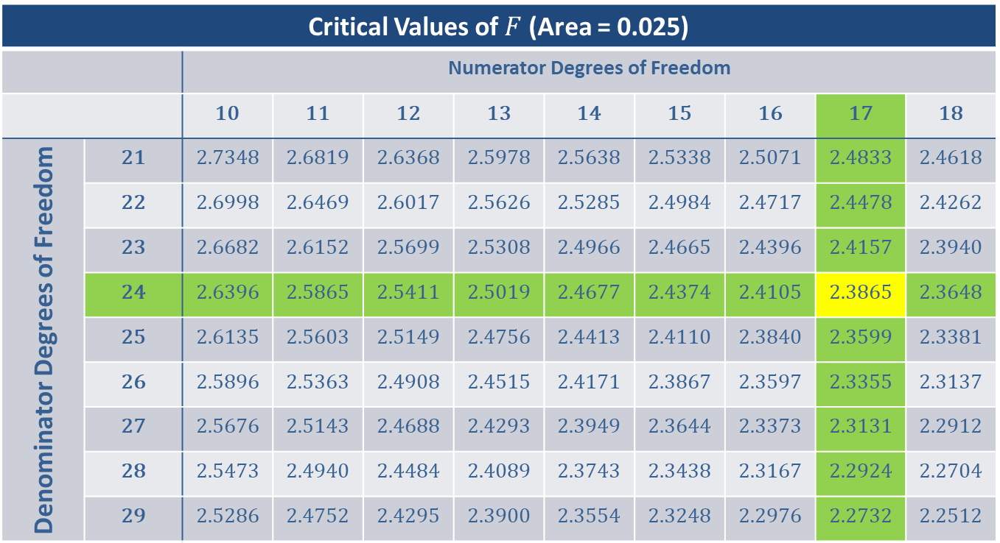 Critical Values of F (Area = 0.025)
Numerator Degrees of Freedom
10 11 12 13 14 15 16 17 18
Denominator Degrees of Freedom
21 2.7348 2.6819 2.6368 2.5978 2.5638 2.5338 2.5071 2.4833 2.4618
22 2.6998 2.6469 2.6017 2.5626 2.5285 2.4984 2.4717 2.4478 2.4262
23 2.6682 2.6152 2.5699 2.5308 2.4966 2.4665 2.4396 2.4157 2.3940
24 2.6396 2.5865 2.5411 2.5019 2.4677 2.4374 2.4105 2.3865 2.3648
25 2.6135 2.5603 2.5149 2.4756 2.4413 2.4110 2.3840 2.3599 2.3381
26 2.5896 2.5363 2.4908 2.4515 2.4171 2.3867 2.3597 2.3355 2.3137
27 2.5676 2.5143 2.4688 2.4293 2.3949 2.3644 2.3373 2.3131 2.2912
28 2.5473 2.4940 2.4484 2.4089 2.3743 2.3438 2.3167 2.2924 2.2704
29 2.5286 2.4752 2.4295 2.3900 2.3554 2.3248 2.2976 2.2732 2.2512